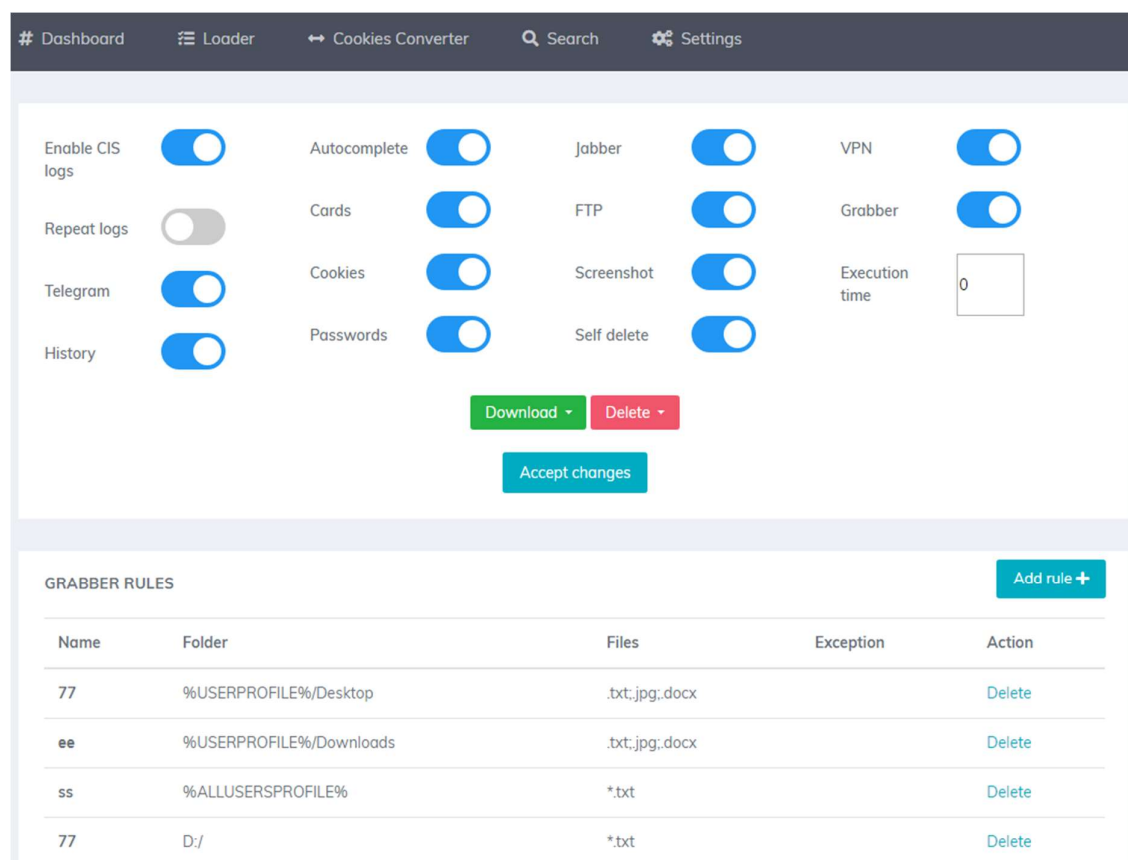 # Dashboard Loader Cookies Converter Search Settings
Enable CIS logs
Autocomplete
Jabber
VPN
Repeat logs
Cards
FTP
Grabber
Telegram
Cookies
Screenshot
Execution time
0
History
Passwords
Self delete
Download Delete
Accept changes
GRABBER RULES
Add rule +
Name Folder Files Exception Action
77 %USERPROFILE%/Desktop .txt;.jpg;.docx Delete
ee %USERPROFILE%/Downloads .txt;.jpg;.docx Delete
ss %ALLUSERSPROFILE% *.txt Delete
77 D:/ *.txt Delete